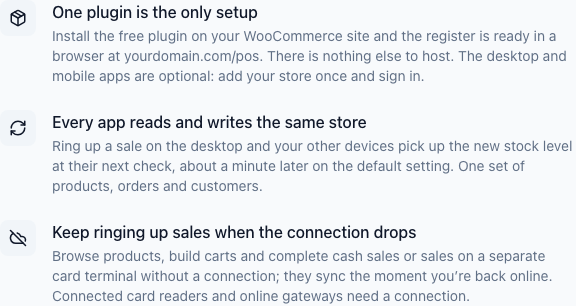 One plugin is the only setup
Install the free plugin on your WooCommerce site and the register is ready in a
browser at yourdomain.com/pos. There is nothing else to host. The desktop and
mobile apps are optional: add your store once and sign in.
Every app reads and writes the same store
Ring up a sale on the desktop and your other devices pick up the new stock level
at their next check, about a minute later on the default setting. One set of
products, orders and customers.
Keep ringing up sales when the connection drops
Browse products, build carts and complete cash sales or sales on a separate
card terminal without a connection; they sync the moment you’re back online.
Connected card readers and online gateways need a connection.